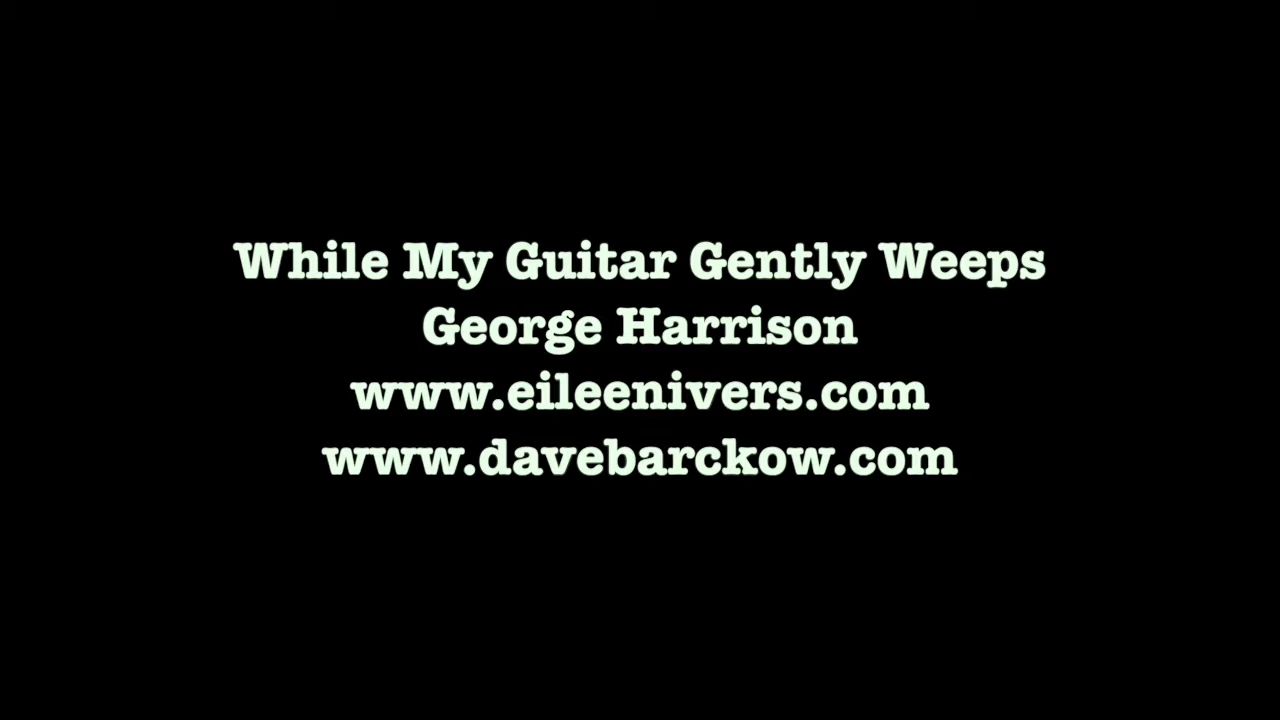 While My Guitar Gently Weeps
George Harrison
www.eileenivers.com
www.davebarckow.com